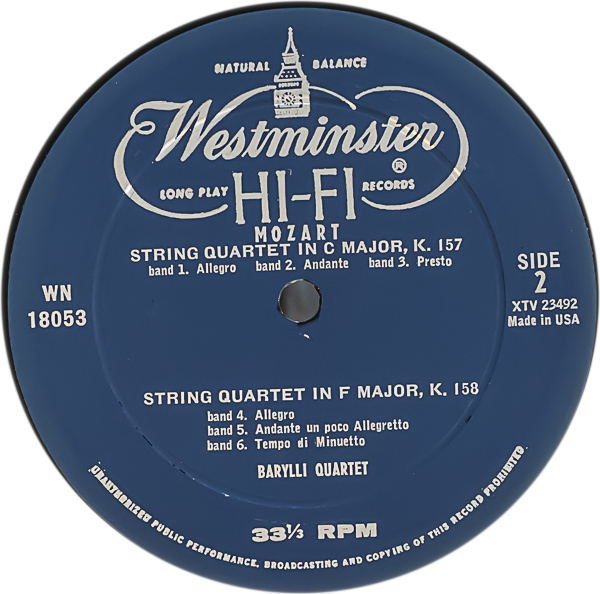 NATURAL BALANCE
Westminster
®
LONG PLAY HI-FI RECORDS
MOZART
STRING QUARTET IN C MAJOR, K. 157
band 1. Allegro band 2. Andante band 3. Presto
SIDE
2
XTV 23492
Made in USA
WN
18053
STRING QUARTET IN F MAJOR, K. 158
band 4. Allegro
band 5. Andante un poco Allegretto
band 6. Tempo di Minuetto
BARYLLI QUARTET
33⅓ RPM
UNAUTHORIZED PUBLIC PERFORMANCE, BROADCASTING AND COPYING OF THIS RECORD PROHIBITED